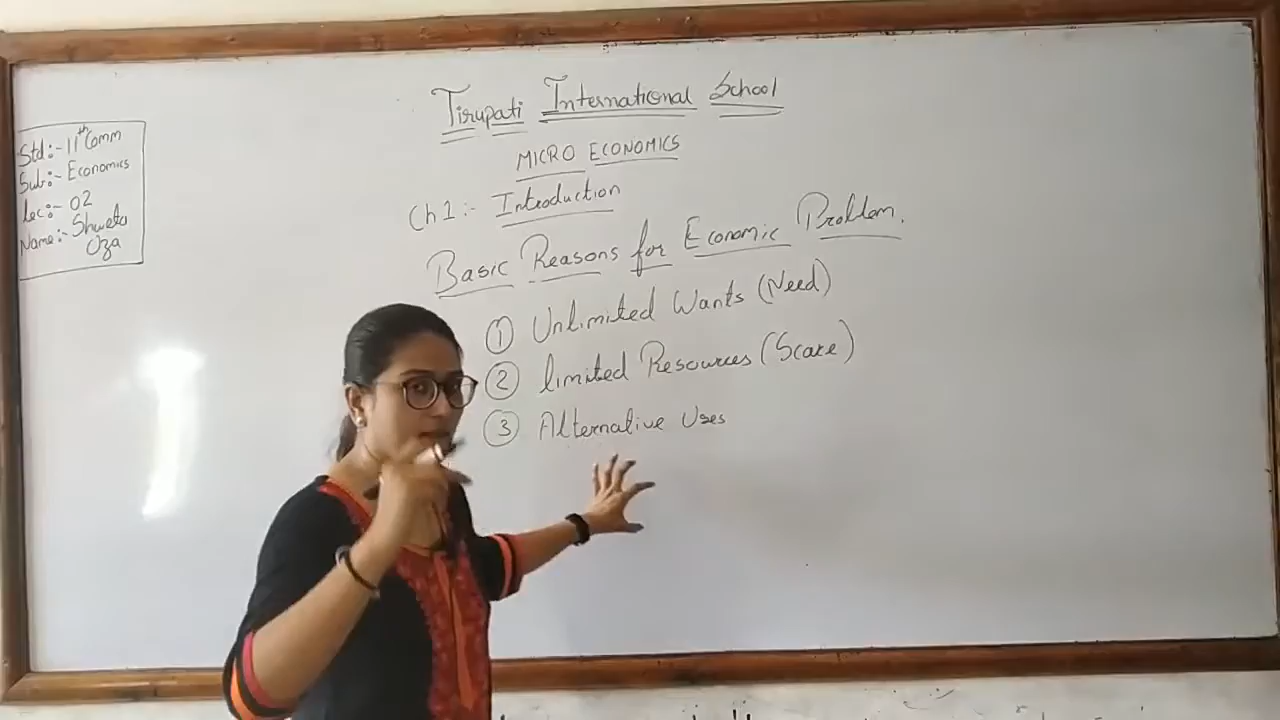 Tirupati International School
Std:- 11th Comm
Sub:- Economics
Lec:- 02
Name:- Shweta
Oza
MICRO ECONOMICS
Ch 1:- Introduction
Basic Reasons for Economic Problem.
① Unlimited Wants (Need)
② limited Resources (Scare)
③ Alternative Uses